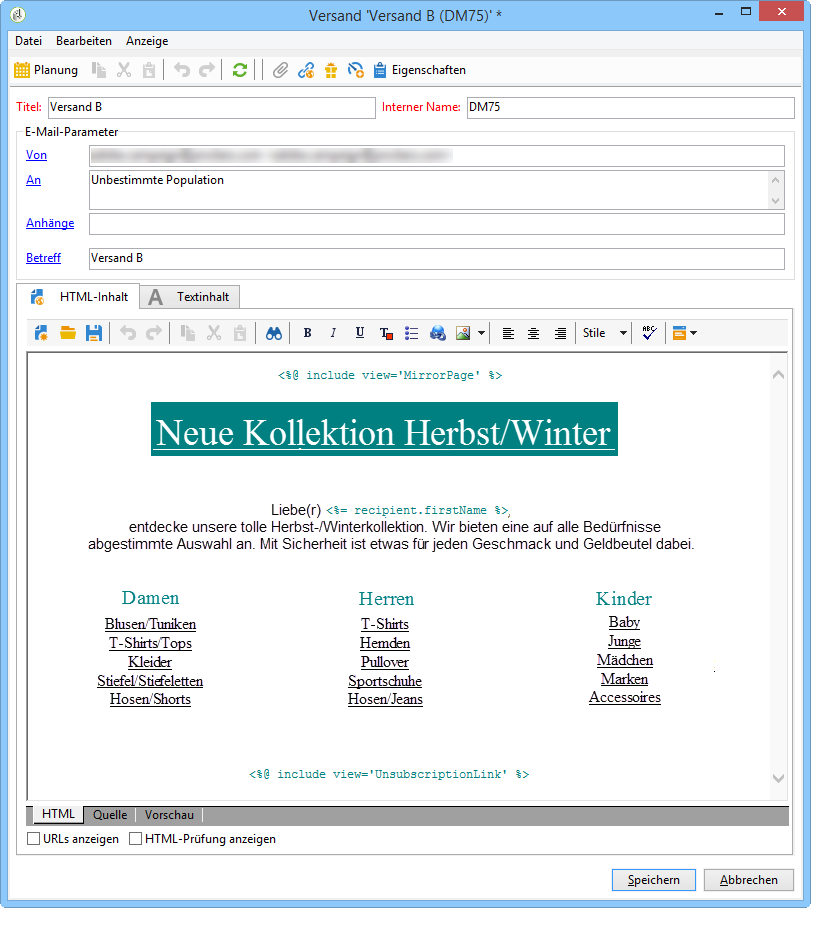 Versand 'Versand B (DM75)' *
Datei Bearbeiten Anzeige
Planung Eigenschaften
Titel: Versand B Interner Name: DM75
E-Mail-Parameter
Von
An Unbestimmte Population
Anhänge
Betreff Versand B
HTML-Inhalt A Textinhalt
B I U T Stile ABC
<%@ include view='MirrorPage' %>
Neue Kollektion Herbst/Winter
Liebe(r) <%= recipient.firstName %>,
entdecke unsere tolle Herbst-/Winterkollektion. Wir bieten eine auf alle Bedürfnisse
abgestimmte Auswahl an. Mit Sicherheit ist etwas für jeden Geschmack und Geldbeutel dabei.
Damen Herren Kinder
Blusen/Tuniken T-Shirts Baby
T-Shirts/Tops Hemden Junge
Kleider Pullover Mädchen
Stiefel/Stiefeletten Sportschuhe Marken
Hosen/Shorts Hosen/Jeans Accessoires
<%@ include view='UnsubscriptionLink' %>
HTML Quelle Vorschau
URLs anzeigen HTML-Prüfung anzeigen
Speichern Abbrechen